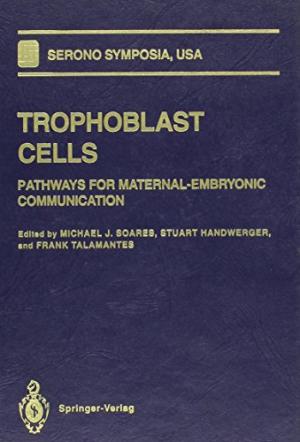 SERONO SYMPOSIA, USA
TROPHOBLAST
CELLS
PATHWAYS FOR MATERNAL-EMBRYONIC
COMMUNICATION
Edited by MICHAEL J. SOARES, STUART HANDWERGER,
and FRANK TALAMANTES
Springer-Verlag